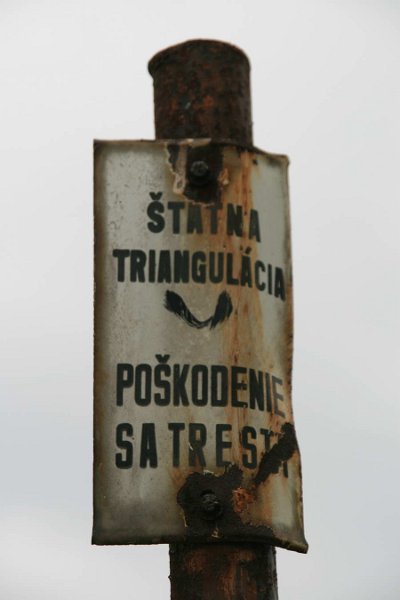 ŠTÁTNA
TRIANGULÁCIA
POŠKODENIE
SA TRESTÁ